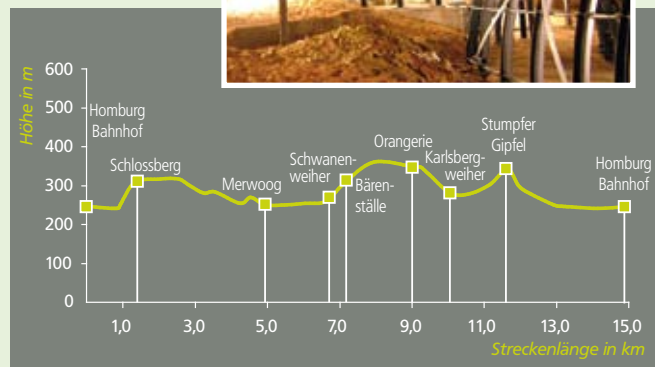 Höhe in m
600
500
400
300
200
100
0
Homburg
Bahnhof
Schlossberg
Merwoog
Schwanen-
weiher
Bären-
ställe
Orangerie
Karlsberg-
weiher
Stumpfer
Gipfel
Homburg
Bahnhof
1,0
3,0
5,0
7,0
9,0
11,0
13,0
15,0
Streckenlänge in km